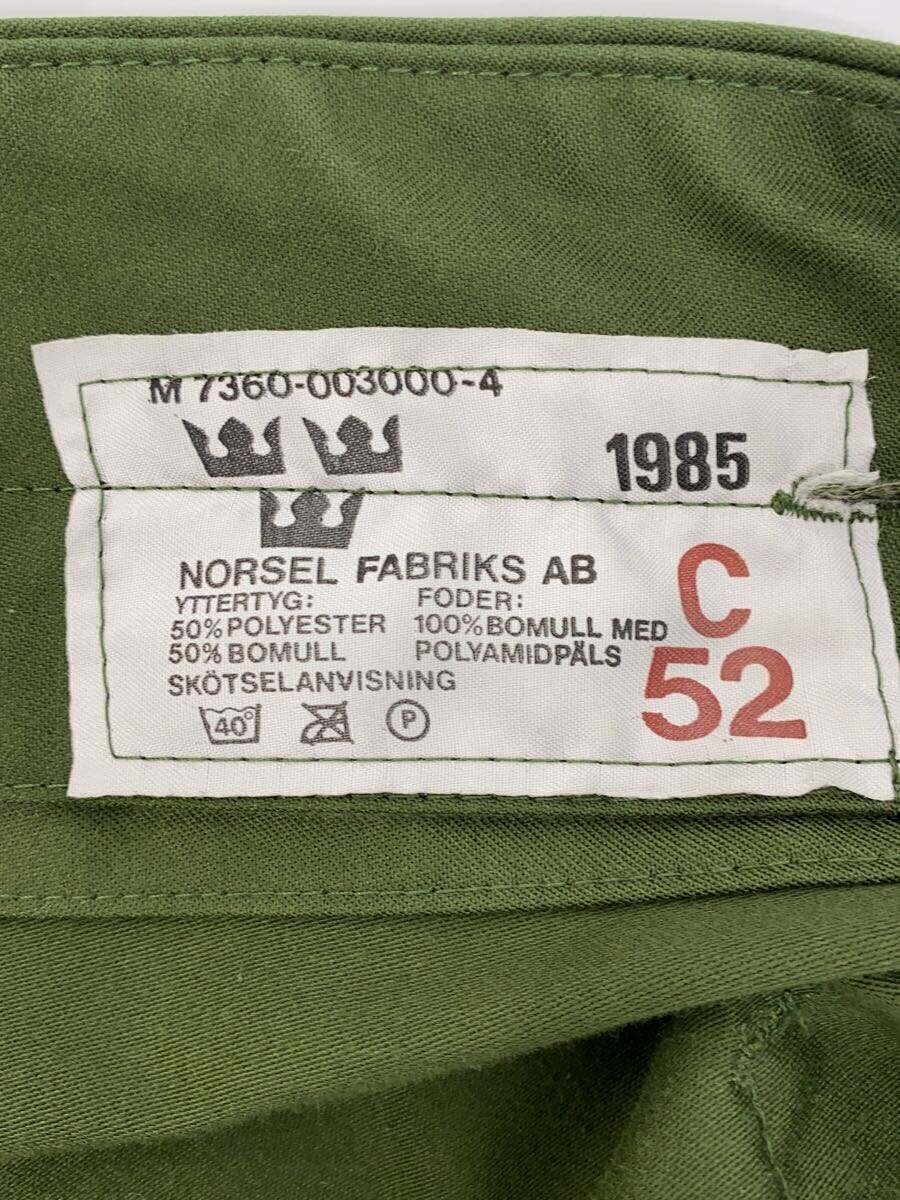 M 7360-003000-4
1985
NORSEL FABRIKS AB
YTTERTYG:
50% POLYESTER
50% BOMULL
FODER:
100% BOMULL MED
POLYAMIDPÄLS
C
52
SKÖTSELANVISNING
40°
P